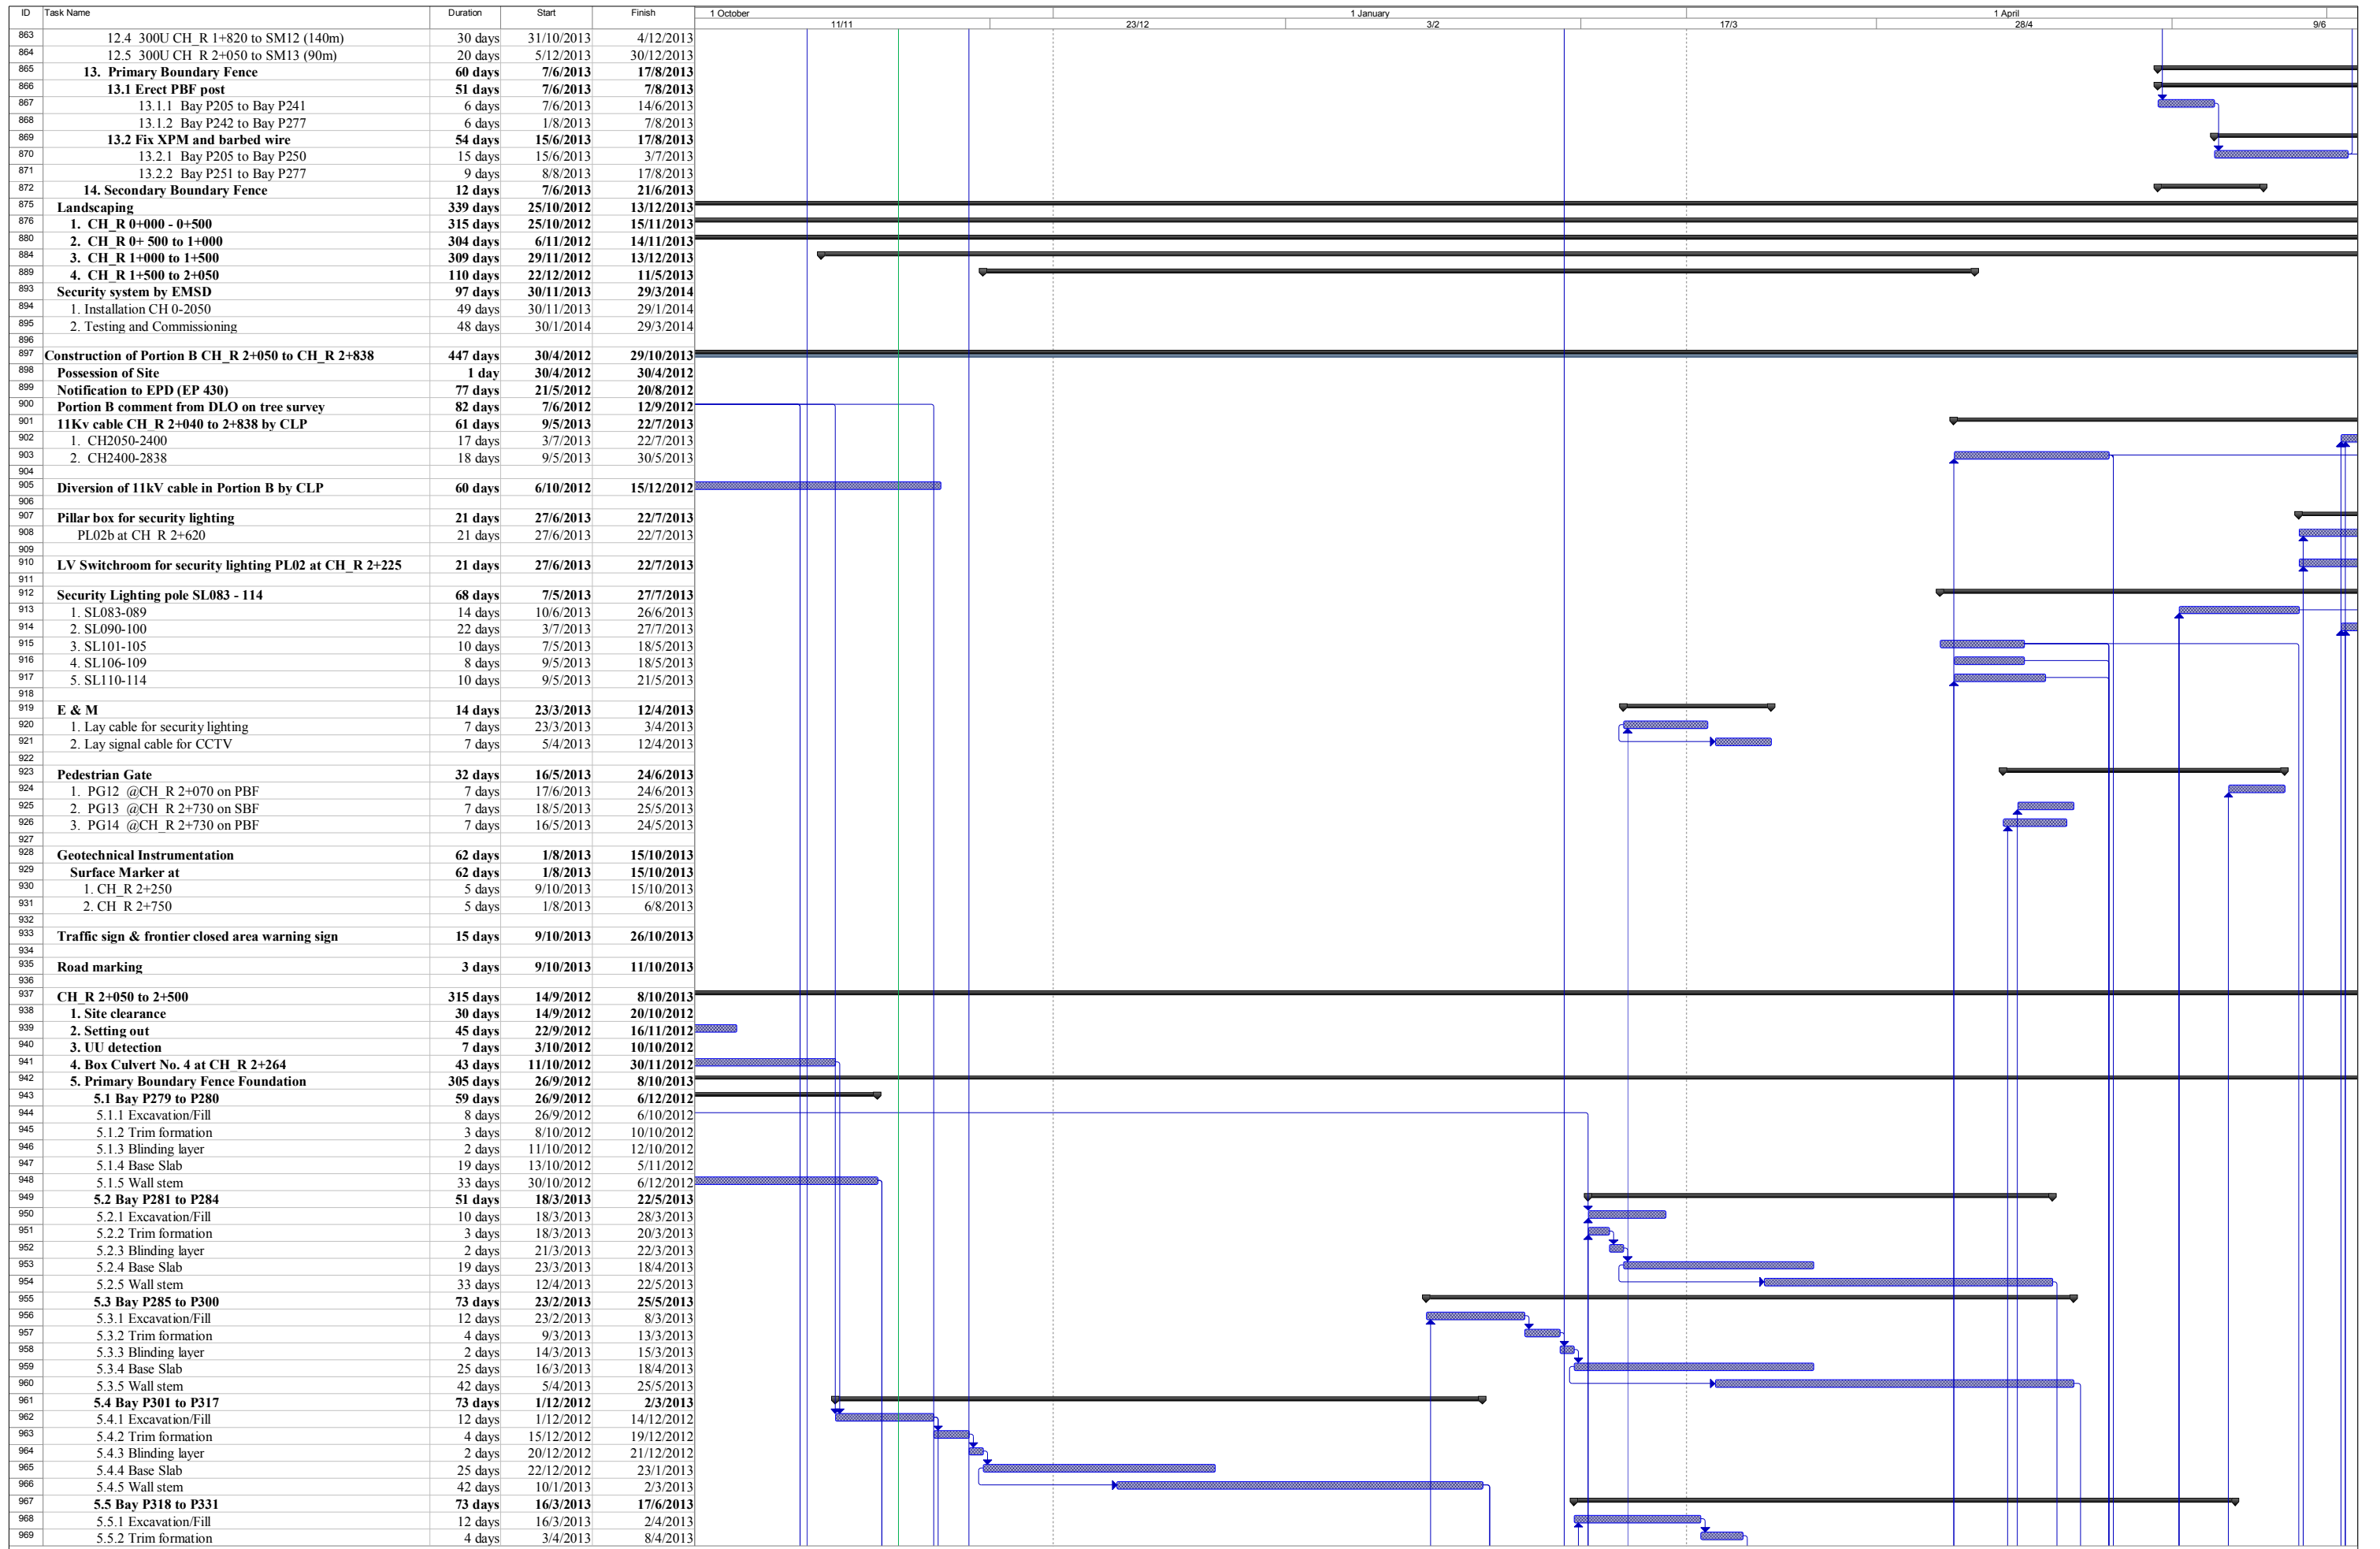 ID Task Name Duration Start Finish 1 October 1 January 1 April
11/11 23/12 3/2 17/3 28/4 9/6
863 12.4 300U CH_R 1+820 to SM12 (140m) 30 days 31/10/2013 4/12/2013
864 12.5 300U CH_R 2+050 to SM13 (90m) 20 days 5/12/2013 30/12/2013
865 13. Primary Boundary Fence 60 days 7/6/2013 17/8/2013
866 13.1 Erect PBF post 51 days 7/6/2013 7/8/2013
867 13.1.1 Bay P205 to Bay P241 6 days 7/6/2013 14/6/2013
868 13.1.2 Bay P242 to Bay P277 6 days 1/8/2013 7/8/2013
869 13.2 Fix XPM and barbed wire 54 days 15/6/2013 17/8/2013
870 13.2.1 Bay P205 to Bay P250 15 days 15/6/2013 3/7/2013
871 13.2.2 Bay P251 to Bay P277 9 days 8/8/2013 17/8/2013
872 14. Secondary Boundary Fence 12 days 7/6/2013 21/6/2013
875 Landscaping 339 days 25/10/2012 13/12/2013
876 1. CH_R 0+000 - 0+500 315 days 25/10/2012 15/11/2013
880 2. CH_R 0+ 500 to 1+000 304 days 6/11/2012 14/11/2013
884 3. CH_R 1+000 to 1+500 309 days 29/11/2012 13/12/2013
889 4. CH_R 1+500 to 2+050 110 days 22/12/2012 11/5/2013
893 Security system by EMSD 97 days 30/11/2013 29/3/2014
894 1. Installation CH 0-2050 49 days 30/11/2013 29/1/2014
895 2. Testing and Commissioning 48 days 30/1/2014 29/3/2014
896
897 Construction of Portion B CH_R 2+050 to CH_R 2+838 447 days 30/4/2012 29/10/2013
898 Possession of Site 1 day 30/4/2012 30/4/2012
899 Notification to EPD (EP 430) 77 days 21/5/2012 20/8/2012
900 Portion B comment from DLO on tree survey 82 days 7/6/2012 12/9/2012
901 11Kv cable CH_R 2+040 to 2+838 by CLP 61 days 9/5/2013 22/7/2013
902 1. CH2050-2400 17 days 3/7/2013 22/7/2013
903 2. CH2400-2838 18 days 9/5/2013 30/5/2013
904
905 Diversion of 11kV cable in Portion B by CLP 60 days 6/10/2012 15/12/2012
906
907 Pillar box for security lighting 21 days 27/6/2013 22/7/2013
908 PL02b at CH_R 2+620 21 days 27/6/2013 22/7/2013
909
910 LV Switchroom for security lighting PL02 at CH_R 2+225 21 days 27/6/2013 22/7/2013
911
912 Security Lighting pole SL083 - 114 68 days 7/5/2013 27/7/2013
913 1. SL083-089 14 days 10/6/2013 26/6/2013
914 2. SL090-100 22 days 3/7/2013 27/7/2013
915 3. SL101-105 10 days 7/5/2013 18/5/2013
916 4. SL106-109 8 days 9/5/2013 18/5/2013
917 5. SL110-114 10 days 9/5/2013 21/5/2013
918
919 E & M 14 days 23/3/2013 12/4/2013
920 1. Lay cable for security lighting 7 days 23/3/2013 3/4/2013
921 2. Lay signal cable for CCTV 7 days 5/4/2013 12/4/2013
922
923 Pedestrian Gate 32 days 16/5/2013 24/6/2013
924 1. PG12 @CH_R 2+070 on PBF 7 days 17/6/2013 24/6/2013
925 2. PG13 @CH_R 2+730 on SBF 7 days 18/5/2013 25/5/2013
926 3. PG14 @CH_R 2+730 on PBF 7 days 16/5/2013 24/5/2013
927
928 Geotechnical Instrumentation 62 days 1/8/2013 15/10/2013
929 Surface Marker at 62 days 1/8/2013 15/10/2013
930 1. CH_R 2+250 5 days 9/10/2013 15/10/2013
931 2. CH_R 2+750 5 days 1/8/2013 6/8/2013
932
933 Traffic sign & frontier closed area warning sign 15 days 9/10/2013 26/10/2013
934
935 Road marking 3 days 9/10/2013 11/10/2013
936
937 CH_R 2+050 to 2+500 315 days 14/9/2012 8/10/2013
938 1. Site clearance 30 days 14/9/2012 20/10/2012
939 2. Setting out 45 days 22/9/2012 16/11/2012
940 3. UU detection 7 days 3/10/2012 10/10/2012
941 4. Box Culvert No. 4 at CH_R 2+264 43 days 11/10/2012 30/11/2012
942 5. Primary Boundary Fence Foundation 305 days 26/9/2012 8/10/2013
943 5.1 Bay P279 to P280 59 days 26/9/2012 6/12/2012
944 5.1.1 Excavation/Fill 8 days 26/9/2012 6/10/2012
945 5.1.2 Trim formation 3 days 8/10/2012 10/10/2012
946 5.1.3 Blinding layer 2 days 11/10/2012 12/10/2012
947 5.1.4 Base Slab 19 days 13/10/2012 5/11/2012
948 5.1.5 Wall stem 33 days 30/10/2012 6/12/2012
949 5.2 Bay P281 to P284 51 days 18/3/2013 22/5/2013
950 5.2.1 Excavation/Fill 10 days 18/3/2013 28/3/2013
951 5.2.2 Trim formation 3 days 18/3/2013 20/3/2013
952 5.2.3 Blinding layer 2 days 21/3/2013 22/3/2013
953 5.2.4 Base Slab 19 days 23/3/2013 18/4/2013
954 5.2.5 Wall stem 33 days 12/4/2013 22/5/2013
955 5.3 Bay P285 to P300 73 days 23/2/2013 25/5/2013
956 5.3.1 Excavation/Fill 12 days 23/2/2013 8/3/2013
957 5.3.2 Trim formation 4 days 9/3/2013 13/3/2013
958 5.3.3 Blinding layer 2 days 14/3/2013 15/3/2013
959 5.3.4 Base Slab 25 days 16/3/2013 18/4/2013
960 5.3.5 Wall stem 42 days 5/4/2013 25/5/2013
961 5.4 Bay P301 to P317 73 days 1/12/2012 2/3/2013
962 5.4.1 Excavation/Fill 12 days 1/12/2012 14/12/2012
963 5.4.2 Trim formation 4 days 15/12/2012 19/12/2012
964 5.4.3 Blinding layer 2 days 20/12/2012 21/12/2012
965 5.4.4 Base Slab 25 days 22/12/2012 23/1/2013
966 5.4.5 Wall stem 42 days 10/1/2013 2/3/2013
967 5.5 Bay P318 to P331 73 days 16/3/2013 17/6/2013
968 5.5.1 Excavation/Fill 12 days 16/3/2013 2/4/2013
969 5.5.2 Trim formation 4 days 3/4/2013 8/4/2013